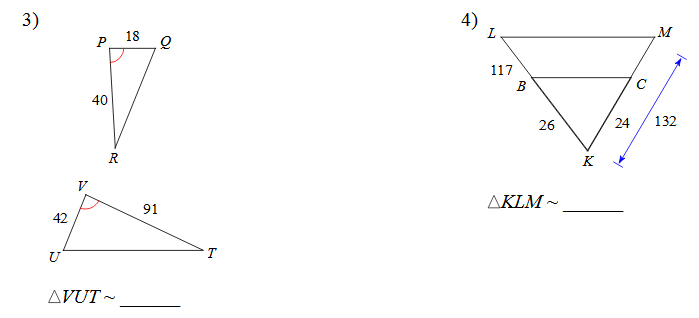 3)
P 18 Q
40
R
V
42 91
U T
△VUT ~ ______
4)
L M
117 B C
26 24 132
K
△KLM ~ ______